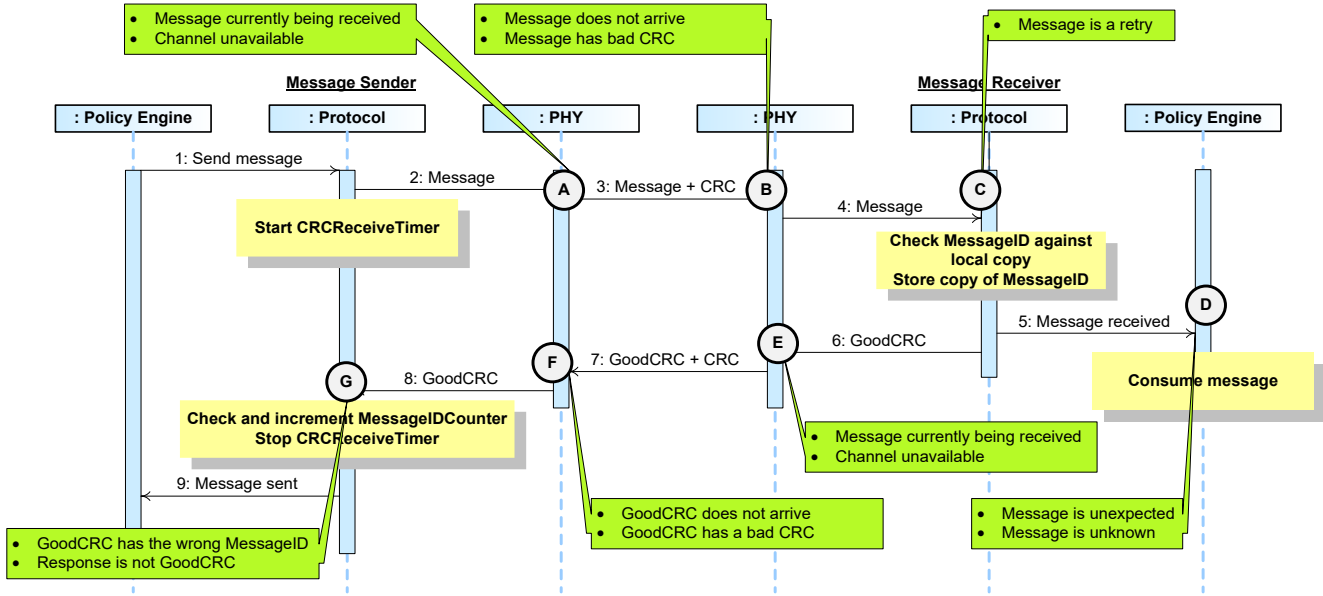 • Message currently being received
• Channel unavailable
• Message does not arrive
• Message has bad CRC
• Message is a retry
Message Sender
Message Receiver
: Policy Engine
: Protocol
: PHY
: PHY
: Protocol
: Policy Engine
1: Send message
2: Message
A
3: Message + CRC
B
C
4: Message
Start CRCReceiveTimer
Check MessageID against
local copy
Store copy of MessageID
D
5: Message received
E
6: GoodCRC
F
7: GoodCRC + CRC
G
8: GoodCRC
Consume message
Check and increment MessageIDCounter
Stop CRCReceiveTimer
• Message currently being received
• Channel unavailable
9: Message sent
• GoodCRC does not arrive
• GoodCRC has a bad CRC
• Message is unexpected
• Message is unknown
• GoodCRC has the wrong MessageID
• Response is not GoodCRC